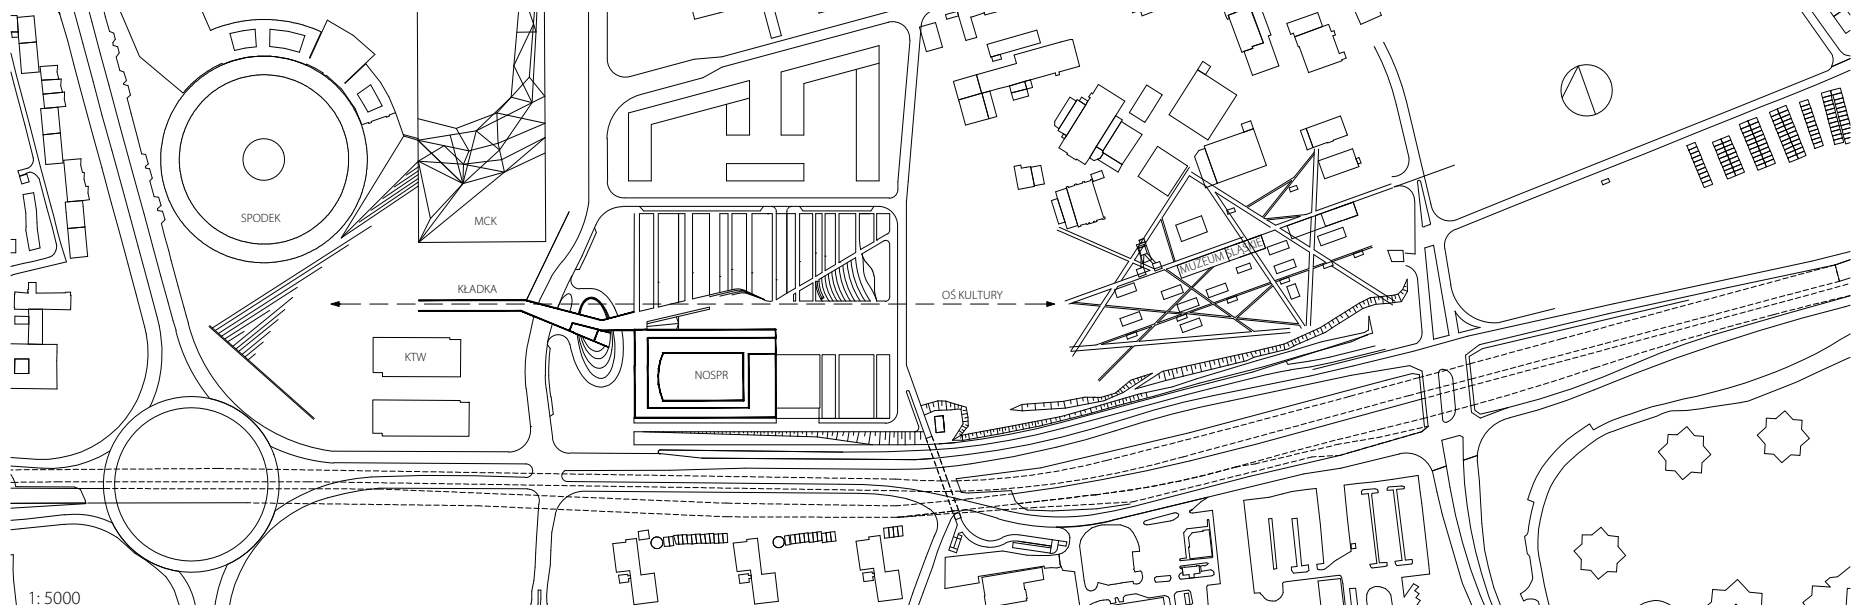 SPODEK
MCK
MUZEUM ŚLĄSKIE
KŁADKA
OŚ KULTURY
KTW
NOSPR
1: 5000